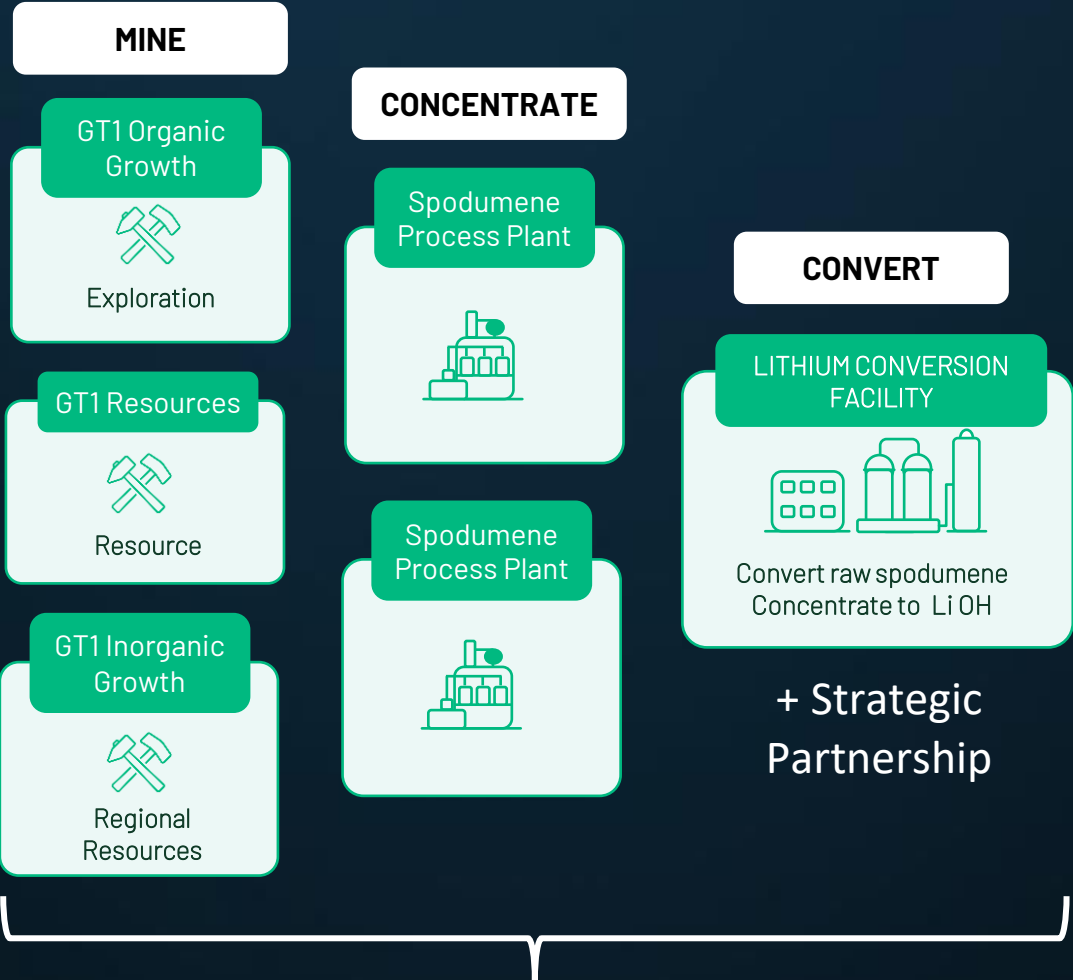 MINE
GT1 Organic
Growth
Exploration
GT1 Resources
Resource
GT1 Inorganic
Growth
Regional
Resources
CONCENTRATE
Spodumene
Process Plant
Spodumene
Process Plant
CONVERT
LITHIUM CONVERSION
FACILITY
Convert raw spodumene
Concentrate to Li OH
+ Strategic
Partnership